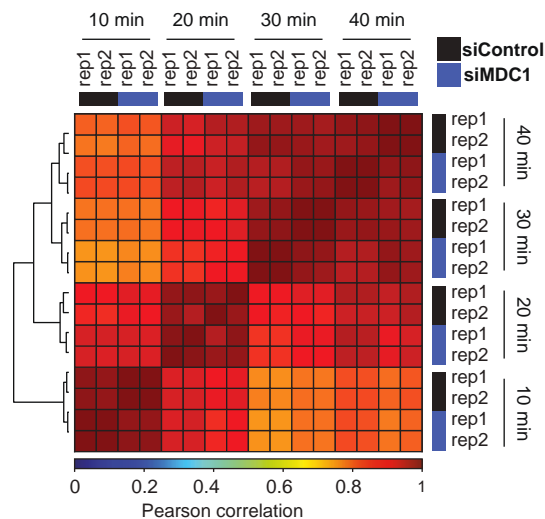 10 min 20 min 30 min 40 min
rep1 rep2 rep1 rep2 rep1 rep2 rep1 rep2 rep1 rep2 rep1 rep2 rep1 rep2 rep1 rep2
siControl
siMDC1
rep1
rep2
rep1
rep2
40 min
rep1
rep2
rep1
rep2
30 min
rep1
rep2
rep1
rep2
20 min
rep1
rep2
rep1
rep2
10 min
0 0.2 0.4 0.6 0.8 1
Pearson correlation